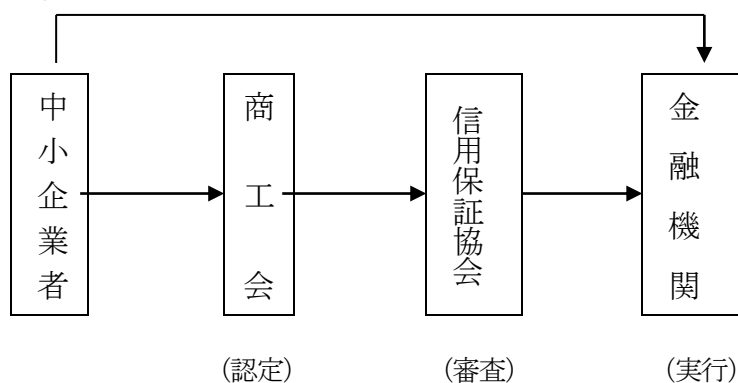 中小企業者
商工会
信用保証協会
金融機関
(認定)
(審査)
(実行)